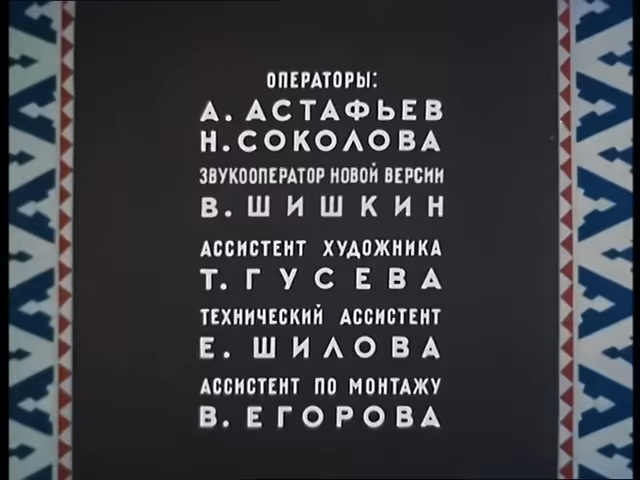 ОПЕРАТОРЫ:
А. АСТАФЬЕВ
Н. СОКОЛОВА
ЗВУКООПЕРАТОР НОВОЙ ВЕРСИИ
В. ШИШКИН
АССИСТЕНТ ХУДОЖНИКА
Т. ГУСЕВА
ТЕХНИЧЕСКИЙ АССИСТЕНТ
Е. ШИЛОВА
АССИСТЕНТ ПО МОНТАЖУ
В. ЕГОРОВА